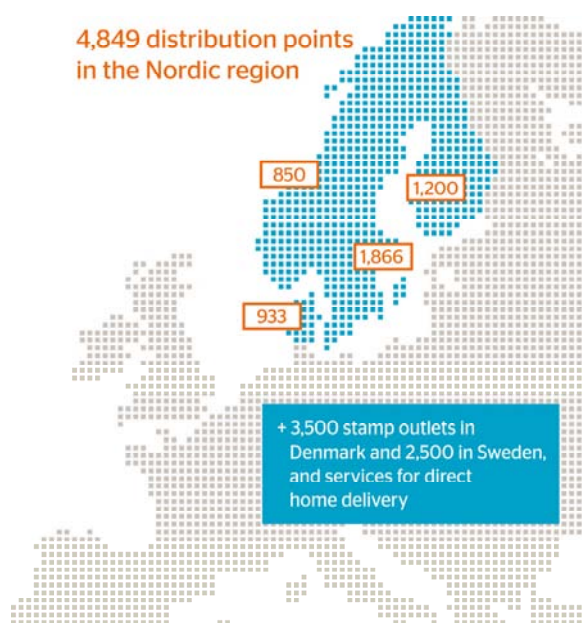 4,849 distribution points
in the Nordic region
850
1,200
1,866
933
+ 3,500 stamp outlets in
Denmark and 2,500 in Sweden,
and services for direct
home delivery